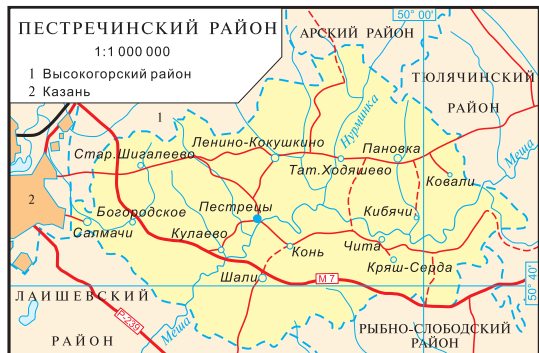 ПЕСТРЕЧИНСКИЙ РАЙОН
1:1 000 000
1 Высокогорский район
2 Казань
50° 00'
АРСКИЙ РАЙОН
ТЮЛЯЧИНСКИЙ
РАЙОН
1
Нурминка
Ленино-Кокушкино
Пановка
Меша
Стар.Шигалеево
Тат.Ходяшево
Ковали
2
Богородское
Пестрецы
Кибячи
Салмачи
Кулаево
Конь
Чита
Кряш-Серда
Шали
М 7
50° 40'
ЛАИШЕВСКИЙ
Р-239
Меша
РАЙОН
РЫБНО-СЛОБОДСКИЙ
РАЙОН